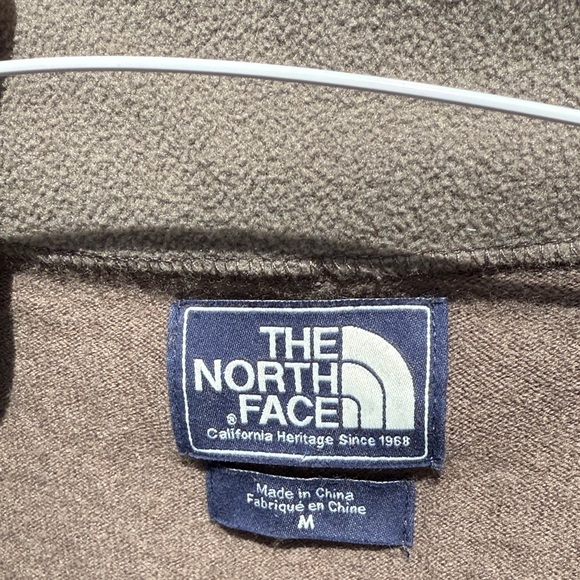 THE
NORTH
® FACE
California Heritage Since 1968
Made in China
Fabriqué en Chine
M